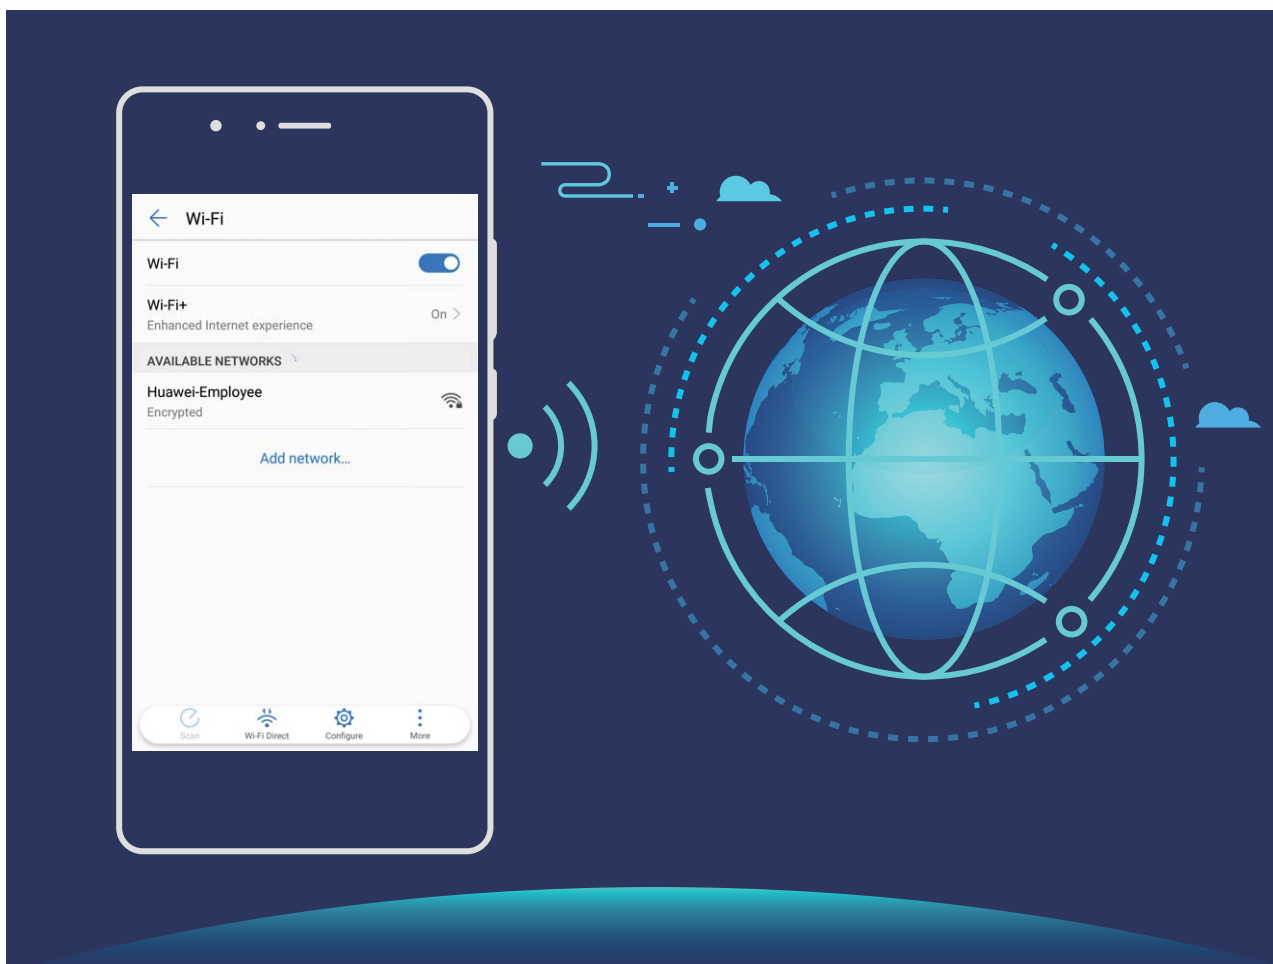 Wi-Fi
Wi-Fi
Wi-Fi+
Enhanced Internet experience
On
AVAILABLE NETWORKS
Huawei-Employee
Encrypted
Add network...
Scan
Wi-Fi Direct
Configure
More